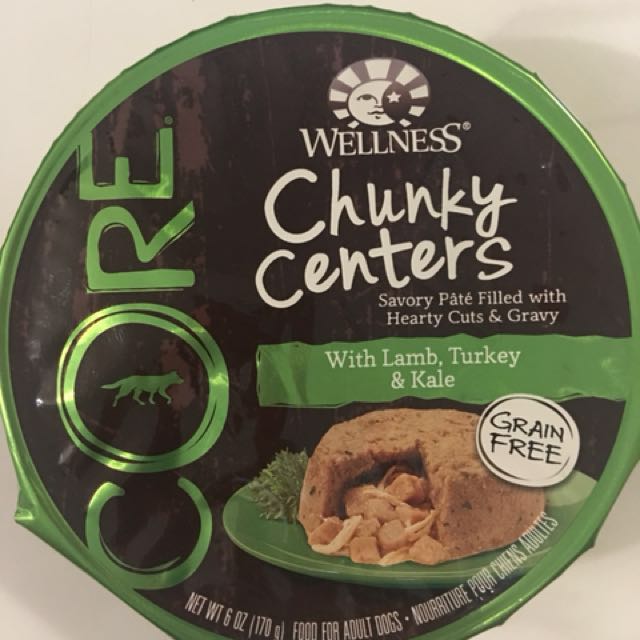 CORE®
WELLNESS®
Chunky
Centers
Savory Pâté Filled with
Hearty Cuts & Gravy
With Lamb, Turkey
& Kale
GRAIN
FREE
NET WT 6 OZ (170 g) FOOD FOR ADULT DOGS • NOURRITURE POUR CHIENS ADULTES